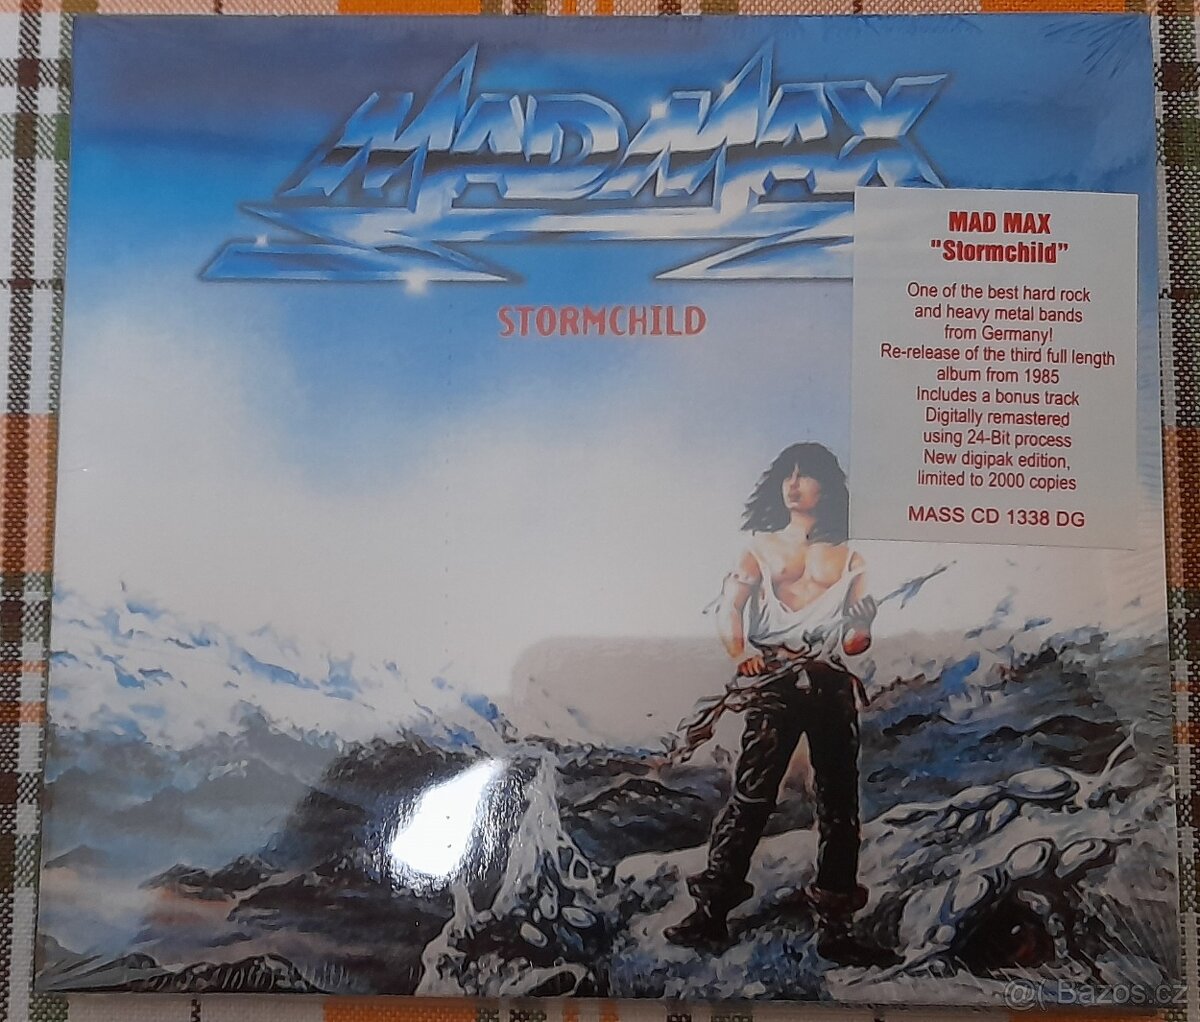 MAD MAX
STORMCHILD
MAD MAX
"Stormchild"
One of the best hard rock
and heavy metal bands
from Germany!
Re-release of the third full length
album from 1985
Includes a bonus track
Digitally remastered
using 24-Bit process
New digipak edition,
limited to 2000 copies
MASS CD 1338 DG
@( Bazos.cz